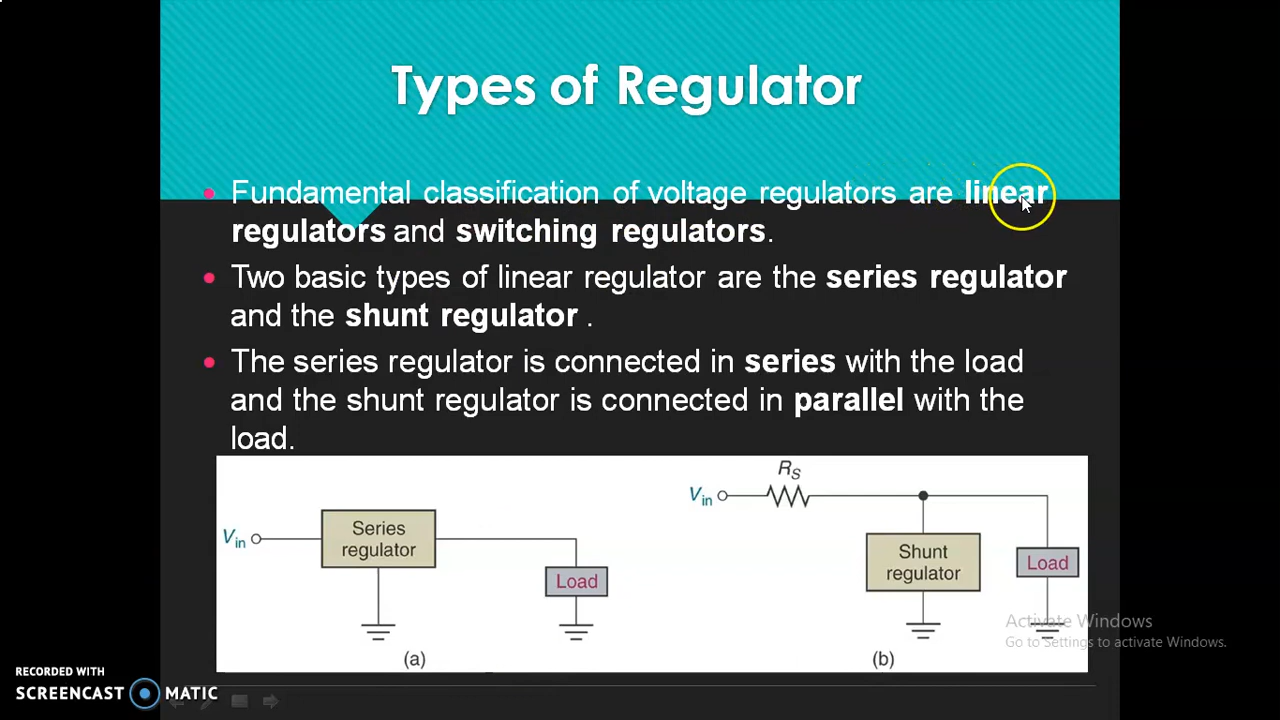 Types of Regulator
• Fundamental classification of voltage regulators are linear
regulators and switching regulators.
• Two basic types of linear regulator are the series regulator
and the shunt regulator .
• The series regulator is connected in series with the load
and the shunt regulator is connected in parallel with the
load.
Vin
Series
regulator
Load
(a)
Vin
RS
Shunt
regulator
Load
(b)
Activate Windows
Go to Settings to activate Windows.
RECORDED WITH
SCREENCAST MATIC